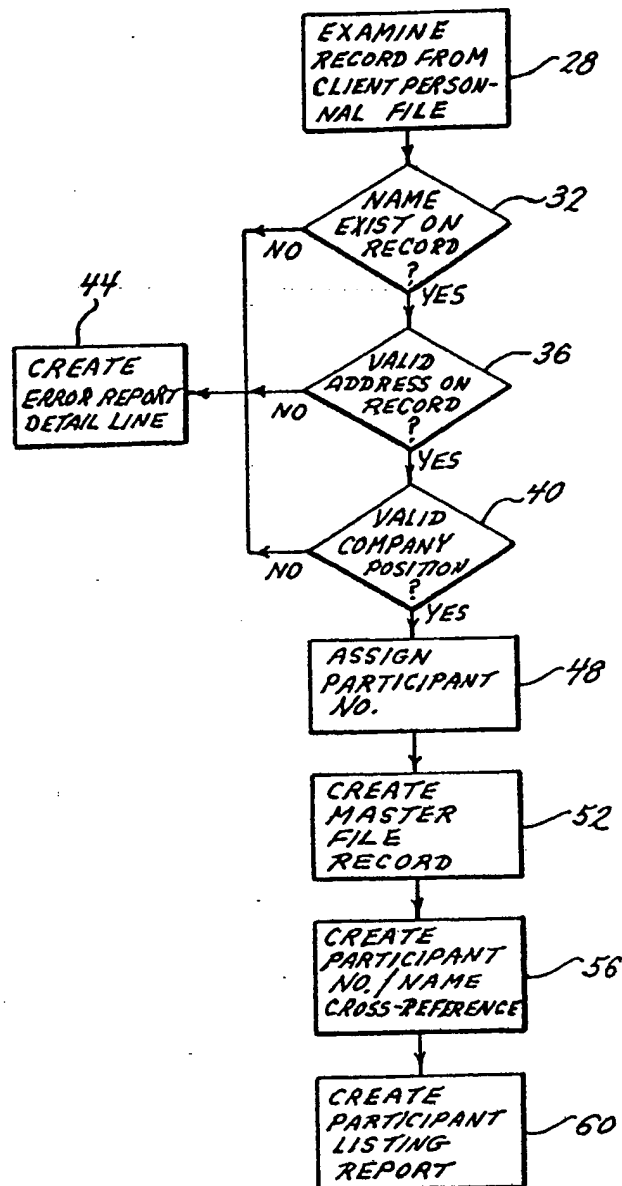 EXAMINE
RECORD FROM
CLIENT PERSON-
NAL FILE
28
NAME
EXIST ON
RECORD
?
32
NO
YES
44
CREATE
ERROR REPORT
DETAIL LINE
VALID
ADDRESS ON
RECORD
?
36
NO
YES
VALID
COMPANY
POSITION
?
40
NO
YES
ASSIGN
PARTICIPANT
NO.
48
CREATE
MASTER
FILE
RECORD
52
CREATE
PARTICIPANT
NO./NAME
CROSS-REFERENCE
56
CREATE
PARTICIPANT
LISTING
REPORT
60